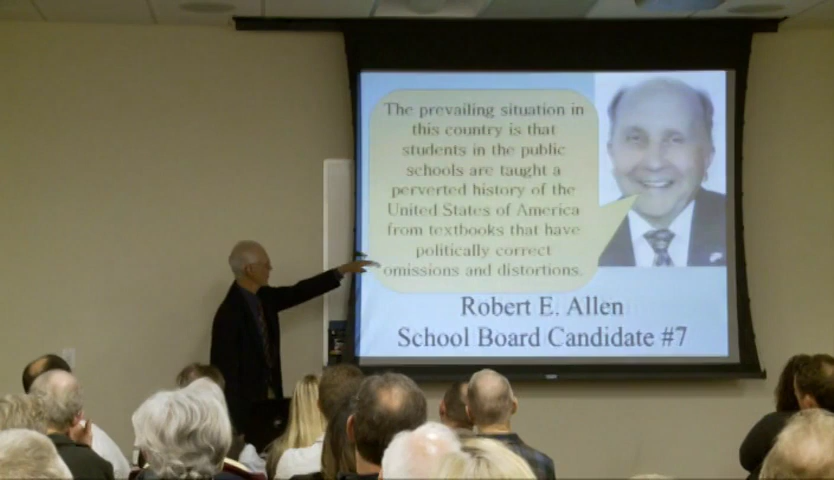 The prevailing situation in
this country is that
students in the public
schools are taught a
perverted history of the
United States of America
from textbooks that have
politically correct
omissions and distortions.
Robert E. Allen
School Board Candidate #7